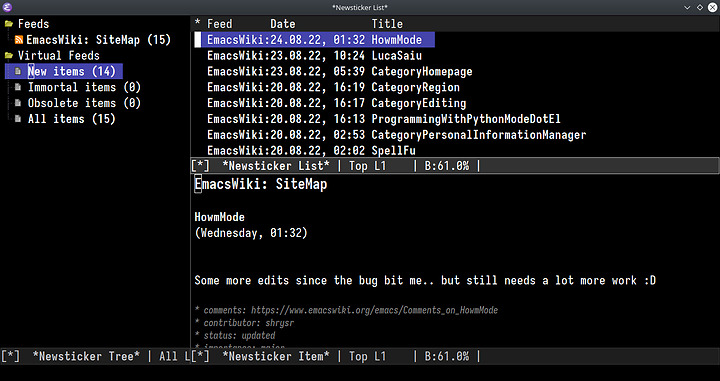 *Newsticker List*
Feeds
EmacsWiki: SiteMap (15)
Virtual Feeds
New items (14)
Immortal items (0)
Obsolete items (0)
All items (15)
[*] *Newsticker Tree* | All L
* Feed Date Title
EmacsWiki:24.08.22, 01:32 HowmMode
EmacsWiki:23.08.22, 10:24 LucaSaiu
EmacsWiki:23.08.22, 05:39 CategoryHomepage
EmacsWiki:20.08.22, 16:19 CategoryRegion
EmacsWiki:20.08.22, 16:17 CategoryEditing
EmacsWiki:20.08.22, 16:13 ProgrammingWithPythonModeDotEl
EmacsWiki:20.08.22, 02:53 CategoryPersonalInformationManager
EmacsWiki:20.08.22, 02:02 SpellFu
[*] *Newsticker List* | Top L1 | B:61.0% |
EmacsWiki: SiteMap
HowmMode
(Wednesday, 01:32)
Some more edits since the bug bit me.. but still needs a lot more work :D
* comments: https://www.emacswiki.org/emacs/Comments_on_HowmMode
* contributor: shrysr
* status: updated
* importance: major
[*] *Newsticker Item* | Top L1 | B:61.0% |